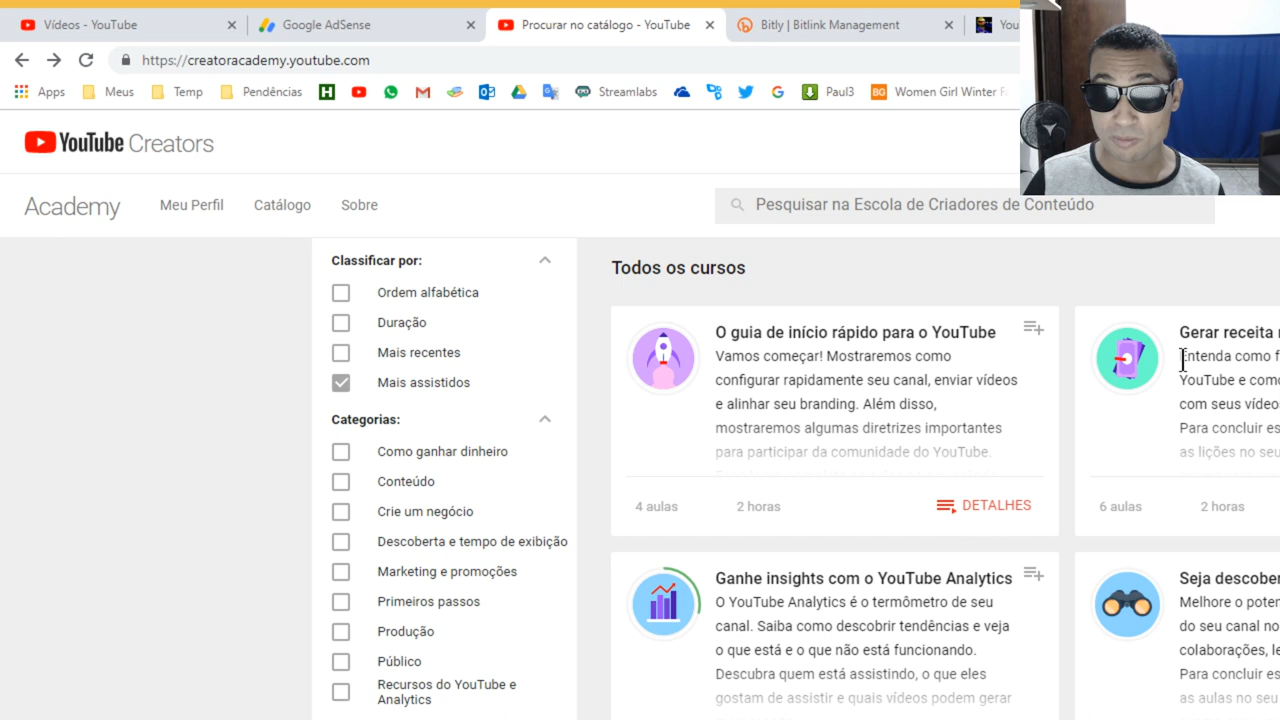 Vídeos - YouTube
Google AdSense
Procurar no catálogo - YouTube
Bitly | Bitlink Management
You
https://creatoracademy.youtube.com
Apps
Meus
Temp
Pendências
Streamlabs
Paul3
BG
Women Girl Winter F
YouTube Creators
Academy
Meu Perfil
Catálogo
Sobre
Pesquisar na Escola de Criadores de Conteúdo
Classificar por:
Ordem alfabética
Duração
Mais recentes
Mais assistidos
Categorias:
Como ganhar dinheiro
Conteúdo
Crie um negócio
Descoberta e tempo de exibição
Marketing e promoções
Primeiros passos
Produção
Público
Recursos do YouTube e
Analytics
Todos os cursos
O guia de início rápido para o YouTube
Vamos começar! Mostraremos como
configurar rapidamente seu canal, enviar vídeos
e alinhar seu branding. Além disso,
mostraremos algumas diretrizes importantes
para participar da comunidade do YouTube.
4 aulas
2 horas
DETALHES
Gerar receita
Entenda como f
YouTube e como
com seus vídeos
Para concluir es
as lições no seu
6 aulas
2 horas
Ganhe insights com o YouTube Analytics
O YouTube Analytics é o termômetro de seu
canal. Saiba como descobrir tendências e veja
o que está e o que não está funcionando.
Descubra quem está assistindo, o que eles
gostam de assistir e quais vídeos podem gerar
Seja descober
Melhore o poten
do seu canal no
colaborações, le
Para concluir es
as aulas no seu